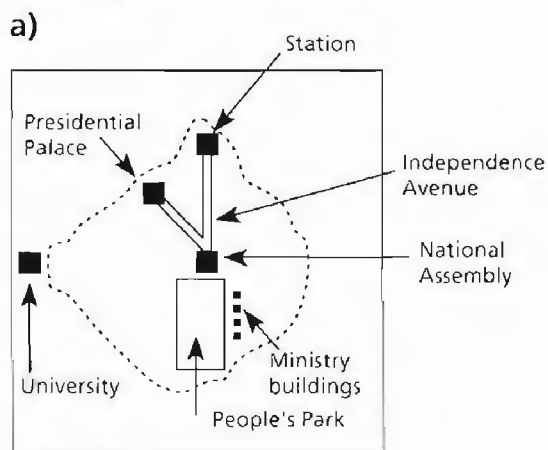 a)
Station
Presidential
Palace
Independence
Avenue
National
Assembly
Ministry
buildings
University
People's Park